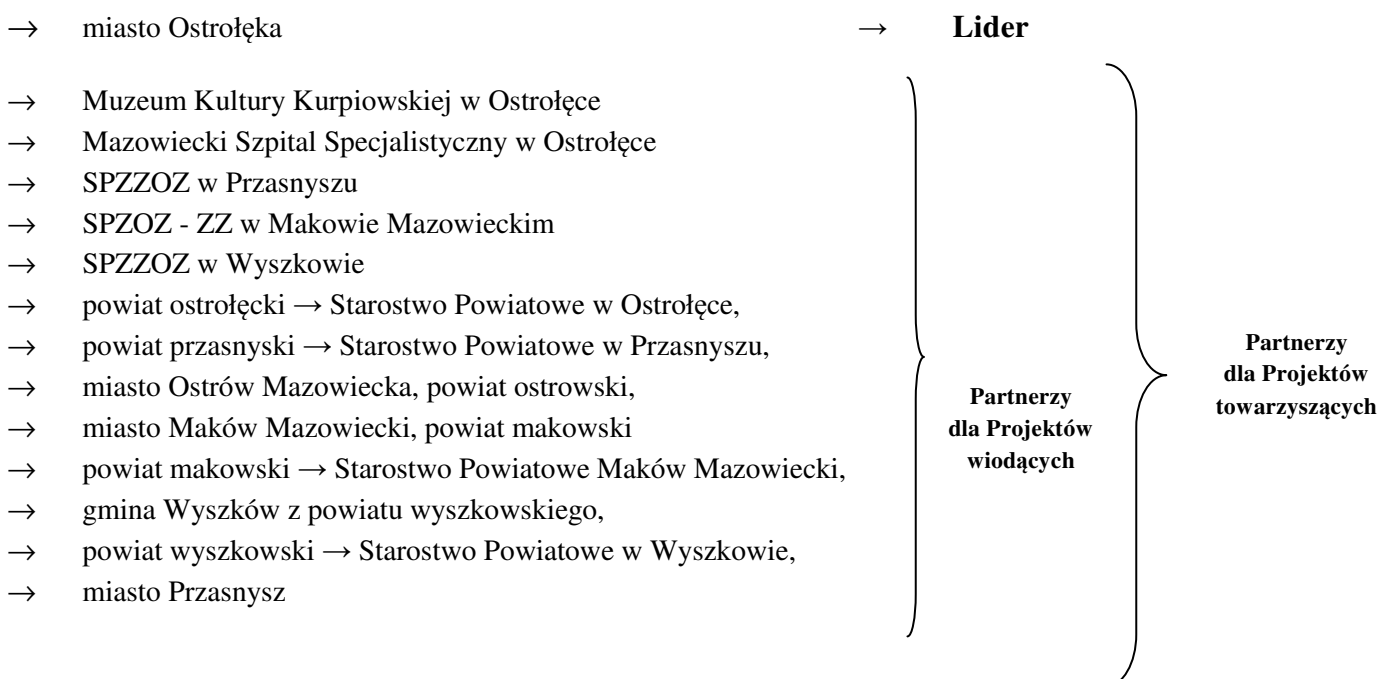 → miasto Ostrołęka → Lider
→ Muzeum Kultury Kurpiowskiej w Ostrołęce
→ Mazowiecki Szpital Specjalistyczny w Ostrołęce
→ SPZZOZ w Przasnyszu
→ SPZOZ - ZZ w Makowie Mazowieckim
→ SPZZOZ w Wyszkowie
→ powiat ostrołęcki → Starostwo Powiatowe w Ostrołęce,
→ powiat przasnyski → Starostwo Powiatowe w Przasnyszu,
→ miasto Ostrów Mazowiecka, powiat ostrowski,
→ miasto Maków Mazowiecki, powiat makowski
→ powiat makowski → Starostwo Powiatowe Maków Mazowiecki,
→ gmina Wyszków z powiatu wyszkowskiego,
→ powiat wyszkowski → Starostwo Powiatowe w Wyszkowie,
→ miasto Przasnysz
Partnerzy
dla Projektów
wiodących
Partnerzy
dla Projektów
towarzyszących